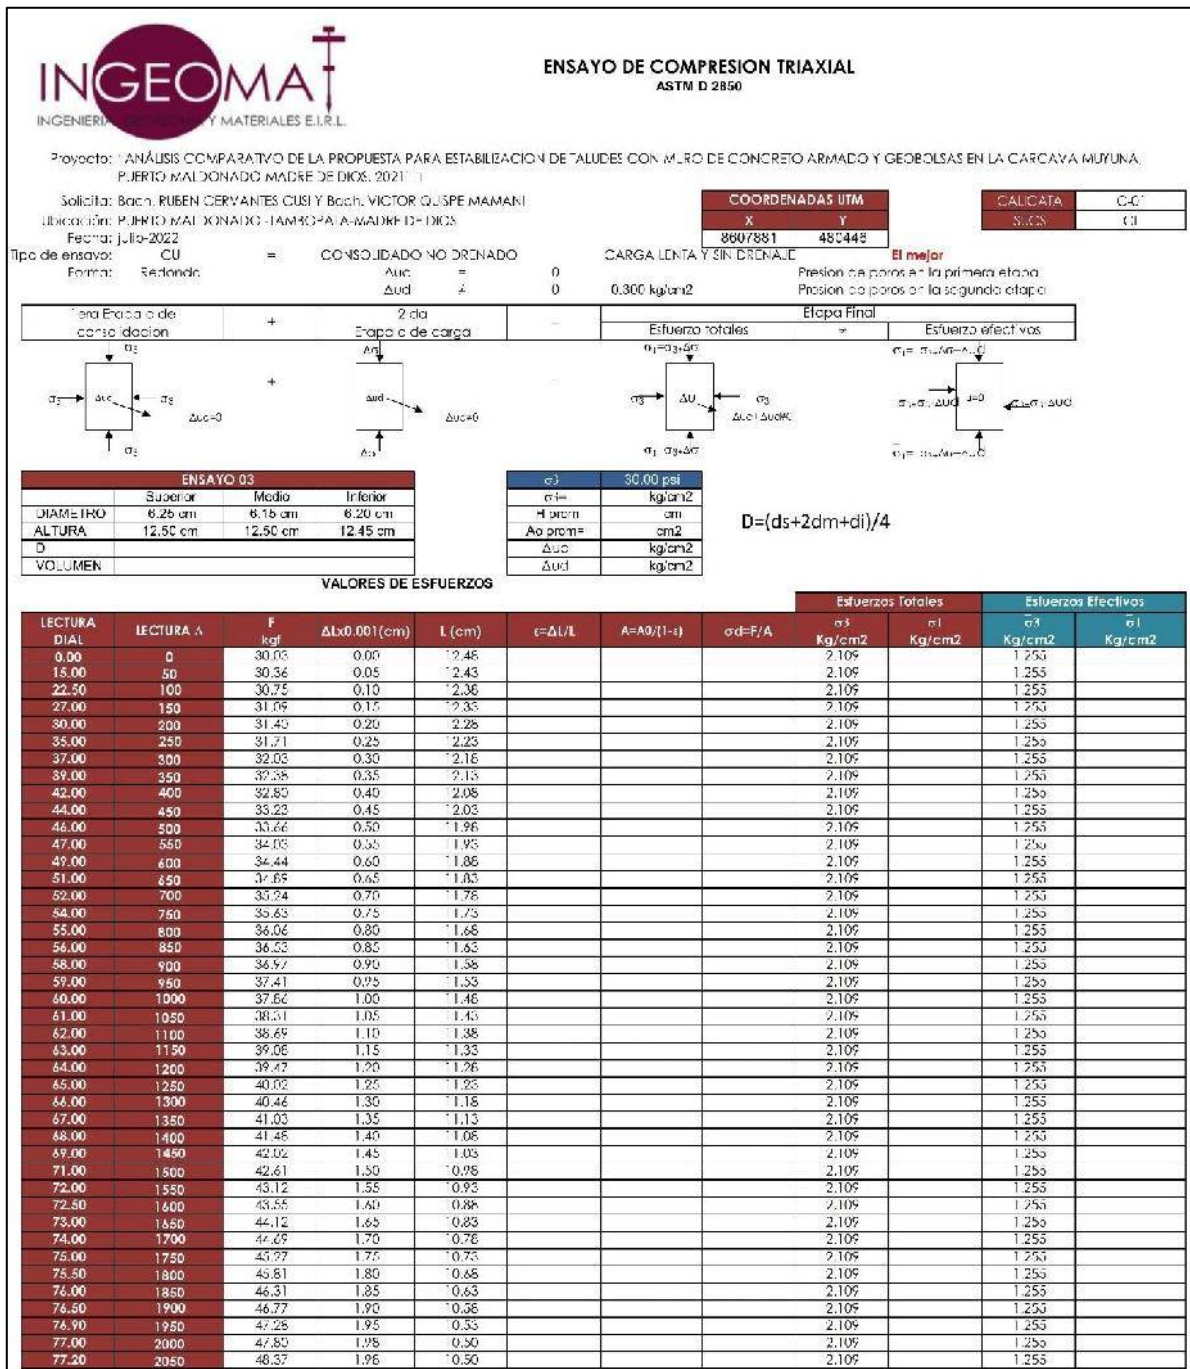 INGEOMAT
INGENIERIA Y MATERIALES E.I.R.L.
ENSAYO DE COMPRESION TRIAXIAL
ASTM D 2850
Proyecto: "ANÁLISIS COMPARATIVO DE LA PROPUESTA PARA ESTABILIZACION DE TALUDES CON MURO DE CONCRETO ARMADO Y GEOBOLSAS EN LA CARCAVA MUYUNA,
PUERTO MALDONADO MADRE DE DIOS, 2021"
Solicita: Bach. RUBEN CERVANTES CUSI Y Bach. VICTOR QUISPE MAMANI
Ubicación: PUERTO MALDONADO -TAMBOPATA-MADRE DE DIOS
Fecha: julio-2022
COORDENADAS UTM
X Y
8607881 480448
CALICATA C-01
SUCS CL
Tipo de ensayo: CU = CONSOLIDADO NO DRENADO CARGA LENTA Y SIN DRENAJE El mejor
Forma: Redondo Δuc = 0 Presion de poros en la primera etapa
Δud ≠ 0 0.300 kg/cm2 Presion de poros en la segunda etapa
1era Etapa o de consolidacion + 2 da Etapa o de carga = Etapa Final
Esfuerzo totales ≠ Esfuerzo efectivos
σ3 Δσ σ1=σ3+Δσ
σ3 Δuc σ3 + Δud = σ3 ΔU σ3 u=0
Δuc=0 Δud≠0
σ3 Δσ σ1=σ3+Δσ
ENSAYO 03
Superior Medio Inferior
DIAMETRO 6.25 cm 6.15 cm 6.20 cm
ALTURA 12.50 cm 12.50 cm 12.45 cm
D
VOLUMEN
σ3 30.00 psi
σ3= kg/cm2
H prom cm
Ao prom= cm2
Δuc kg/cm2
Δud kg/cm2
D=(ds+2dm+di)/4
VALORES DE ESFUERZOS
Esfuerzos Totales Esfuerzos Efectivos
LECTURA DIAL LECTURA Δ F kgf ΔLx0.001(cm) L (cm) ε=ΔL/L A=A0/(1-ε) σd=F/A σ3 Kg/cm2 σ1 Kg/cm2 σ3 Kg/cm2 σ1 Kg/cm2
0.00 0 30.03 0.00 12.48 2.109 1.255
15.00 50 30.36 0.05 12.43 2.109 1.255
22.50 100 30.75 0.10 12.38 2.109 1.255
27.00 150 31.09 0.15 12.33 2.109 1.255
30.00 200 31.40 0.20 12.28 2.109 1.255
35.00 250 31.71 0.25 12.23 2.109 1.255
37.00 300 32.03 0.30 12.18 2.109 1.255
39.00 350 32.38 0.35 12.13 2.109 1.255
42.00 400 32.80 0.40 12.08 2.109 1.255
44.00 450 33.23 0.45 12.03 2.109 1.255
46.00 500 33.66 0.50 11.98 2.109 1.255
47.00 550 34.03 0.55 11.93 2.109 1.255
49.00 600 34.44 0.60 11.88 2.109 1.255
51.00 650 34.89 0.65 11.83 2.109 1.255
52.00 700 35.24 0.70 11.78 2.109 1.255
54.00 750 35.63 0.75 11.73 2.109 1.255
55.00 800 36.06 0.80 11.68 2.109 1.255
56.00 850 36.53 0.85 11.63 2.109 1.255
58.00 900 36.97 0.90 11.58 2.109 1.255
59.00 950 37.41 0.95 11.53 2.109 1.255
60.00 1000 37.86 1.00 11.48 2.109 1.255
61.00 1050 38.31 1.05 11.43 2.109 1.255
62.00 1100 38.69 1.10 11.38 2.109 1.255
63.00 1150 39.08 1.15 11.33 2.109 1.255
64.00 1200 39.47 1.20 11.28 2.109 1.255
65.00 1250 40.02 1.25 11.23 2.109 1.255
66.00 1300 40.46 1.30 11.18 2.109 1.255
67.00 1350 41.03 1.35 11.13 2.109 1.255
68.00 1400 41.48 1.40 11.08 2.109 1.255
69.00 1450 42.02 1.45 11.03 2.109 1.255
71.00 1500 42.61 1.50 10.98 2.109 1.255
72.00 1550 43.12 1.55 10.93 2.109 1.255
72.50 1600 43.55 1.60 10.88 2.109 1.255
73.00 1650 44.12 1.65 10.83 2.109 1.255
74.00 1700 44.69 1.70 10.78 2.109 1.255
75.00 1750 45.27 1.75 10.73 2.109 1.255
75.50 1800 45.81 1.80 10.68 2.109 1.255
76.00 1850 46.31 1.85 10.63 2.109 1.255
76.50 1900 46.77 1.90 10.58 2.109 1.255
76.90 1950 47.28 1.95 10.53 2.109 1.255
77.00 2000 47.80 1.98 10.50 2.109 1.255
77.20 2050 48.37 1.98 10.50 2.109 1.255